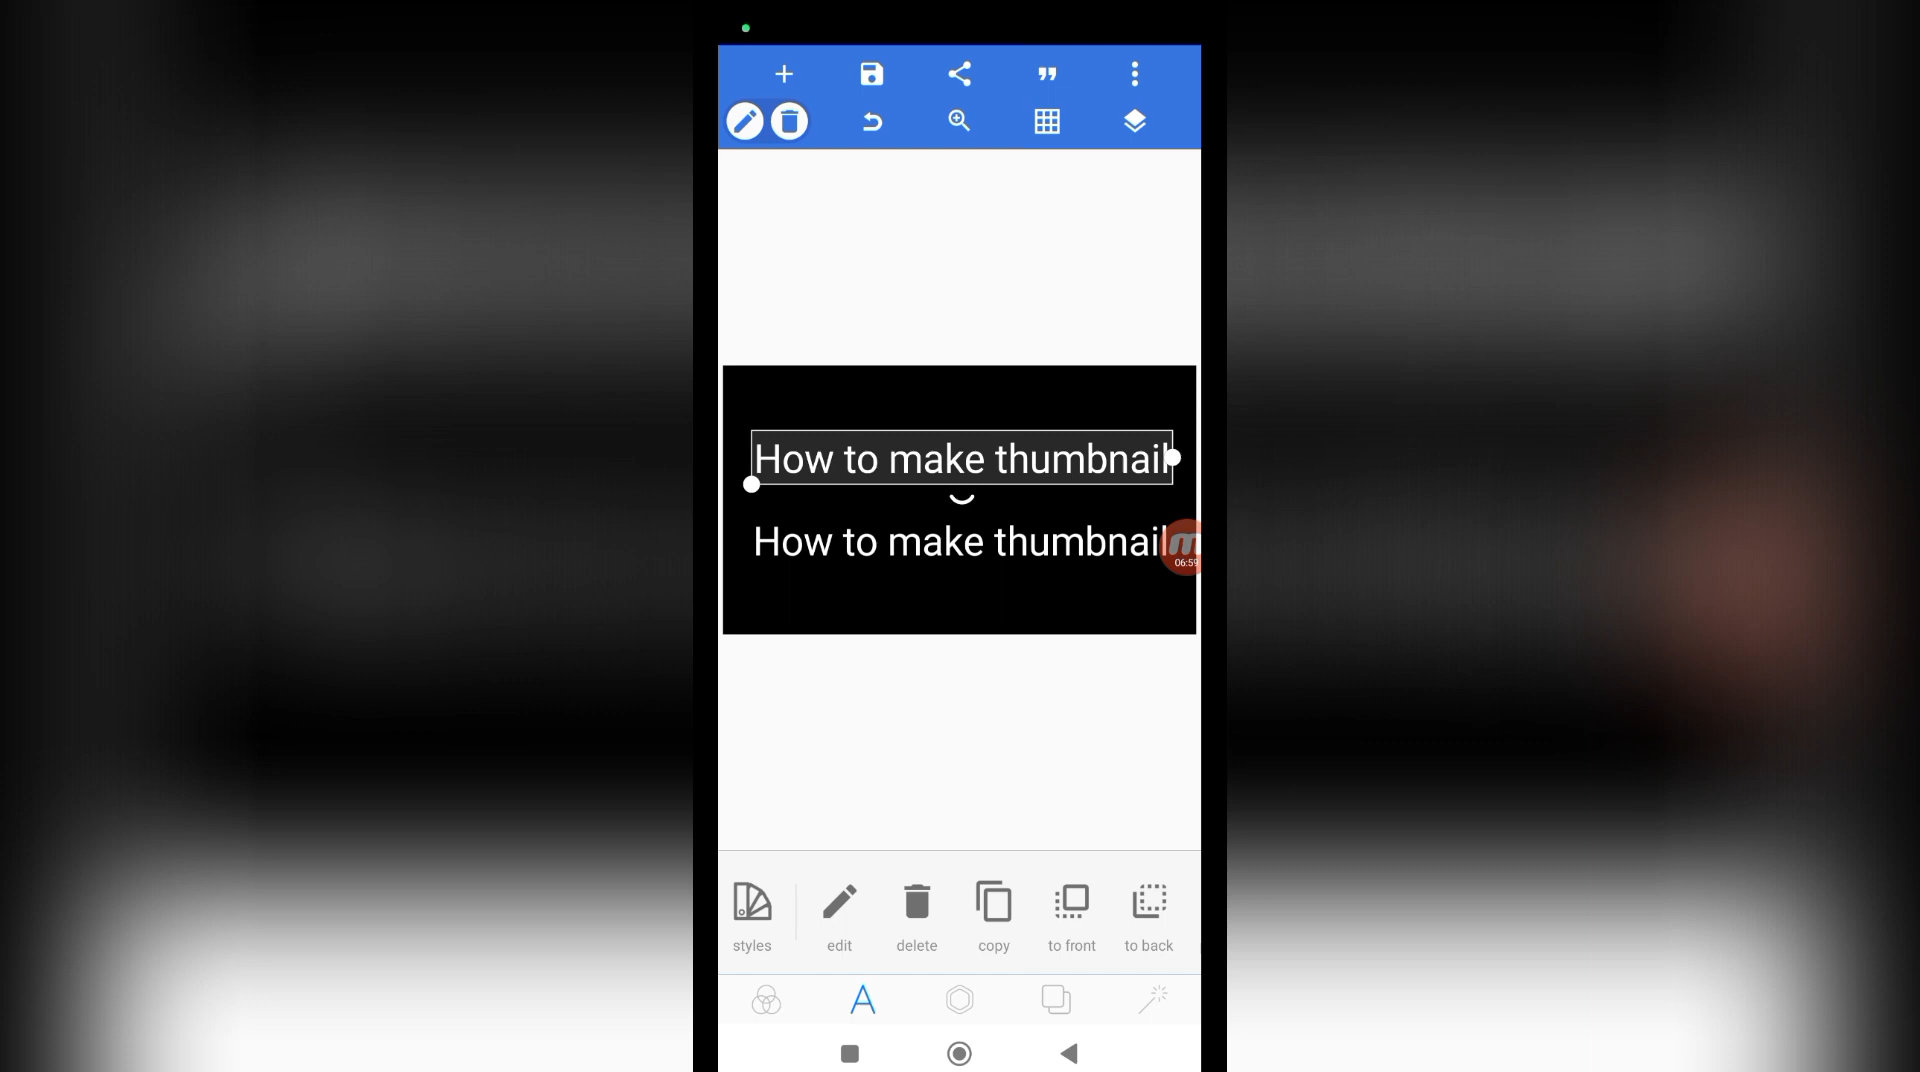 How to make thumbnail
How to make thumbnail
m
06:59
styles
edit
delete
copy
to front
to back
A